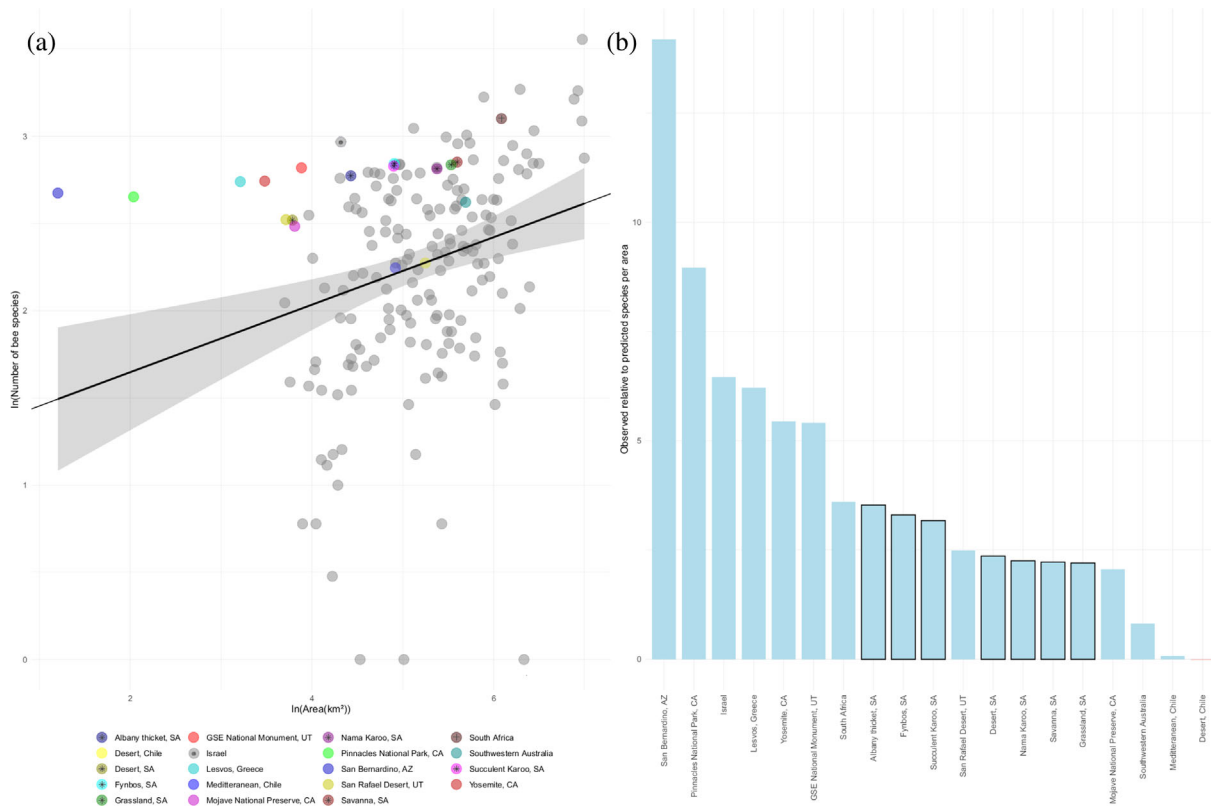 (a)
(b)
3
2
1
0
ln(Number of bee species)
2
4
6
ln(Area(km²))
Albany thicket, SA
Desert, Chile
Desert, SA
Fynbos, SA
Grassland, SA
GSE National Monument, UT
Israel
Lesvos, Greece
Meditteranean, Chile
Mojave National Preserve, CA
Nama Karoo, SA
Pinnacles National Park, CA
San Bernardino, AZ
San Rafael Desert, UT
Savanna, SA
South Africa
Southwestern Australia
Succulent Karoo, SA
Yosemite, CA
10
5
0
Observed relative to predicted species per area
San Bernardino, AZ
Pinnacles National Park, CA
Israel
Lesvos, Greece
Yosemite, CA
GSE National Monument, UT
South Africa
Albany thicket, SA
Fynbos, SA
Succulent Karoo, SA
San Rafael Desert, UT
Desert, SA
Nama Karoo, SA
Savanna, SA
Grassland, SA
Mojave National Preserve, CA
Southwestern Australia
Meditteranean, Chile
Desert, Chile